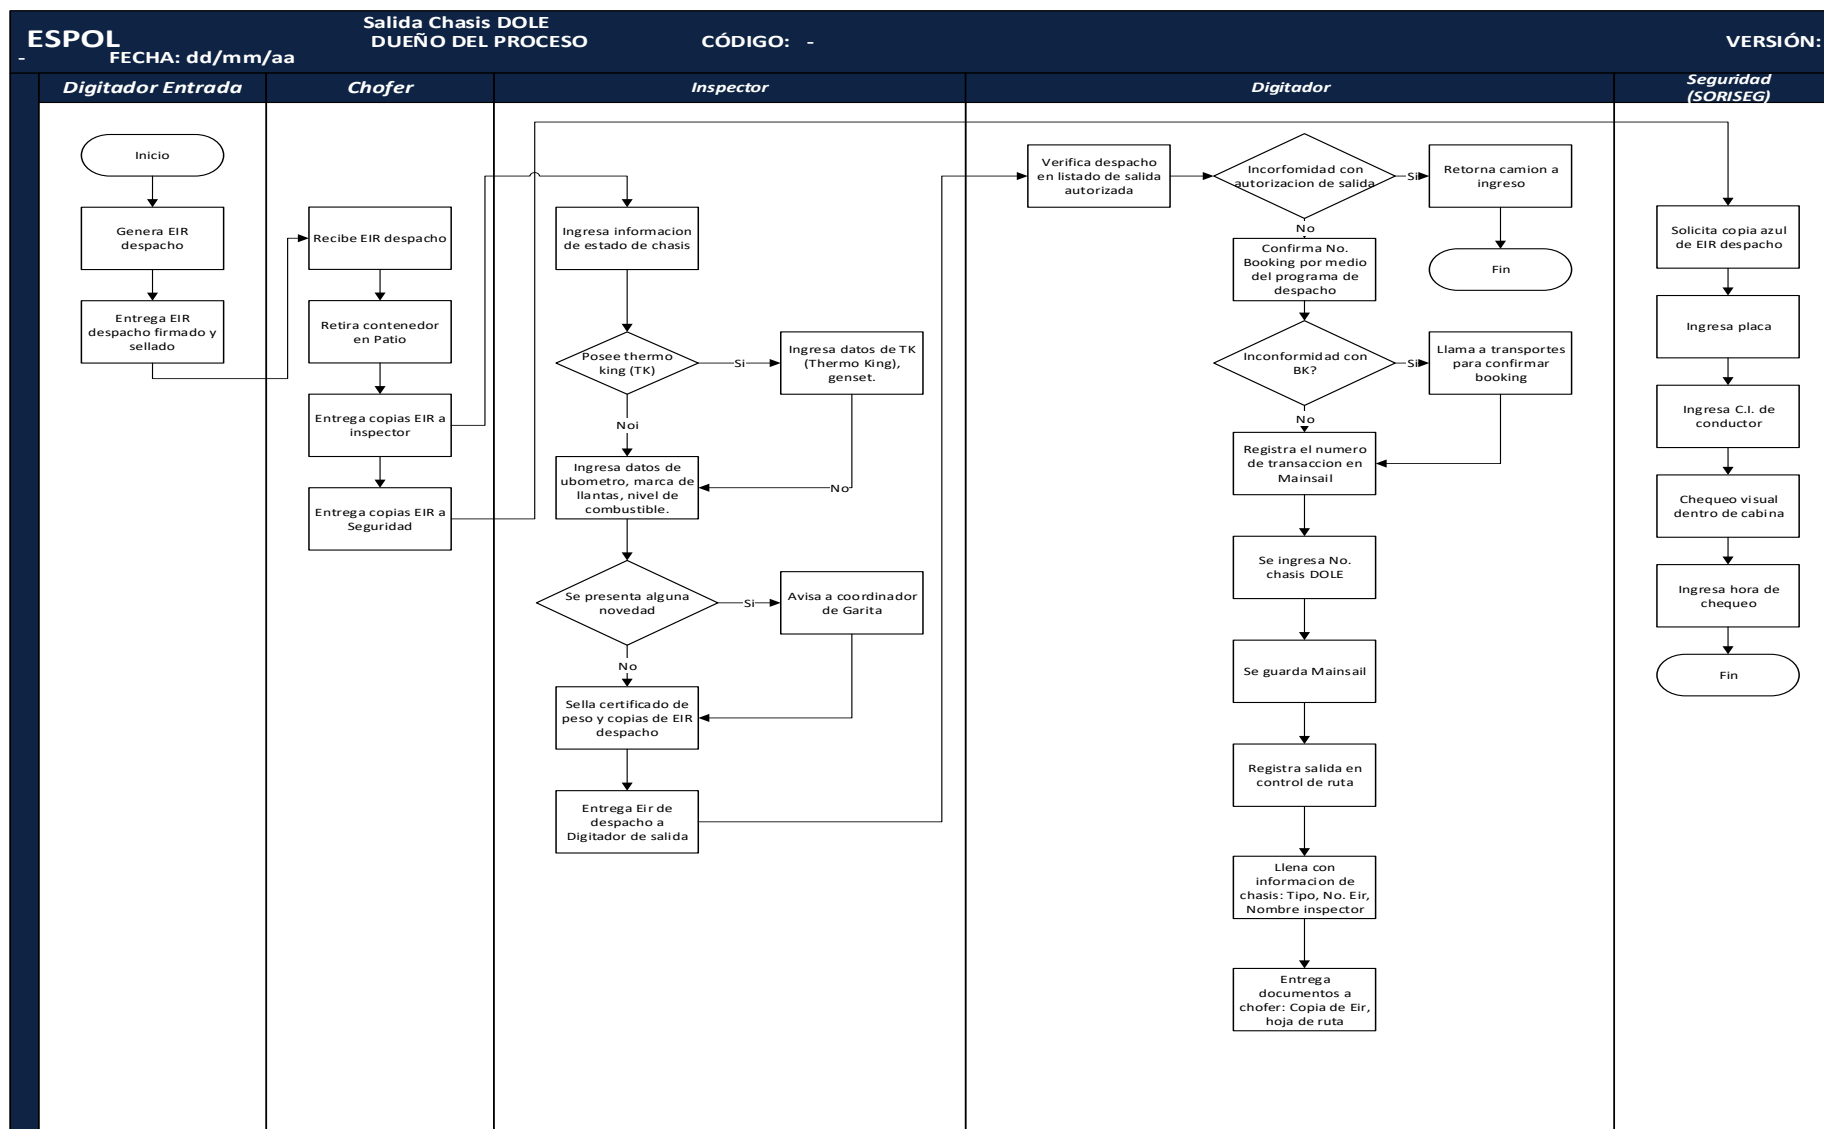 Salida Chasis DOLE
ESPOL
DUEÑO DEL PROCESO
CÓDIGO: -
VERSIÓN:
-
FECHA: dd/mm/aa
Digitador Entrada
Chofer
Inspector
Digitador
Seguridad
(SORISEG)
Inicio
Genera EIR
despacho
Entrega EIR
despacho firmado y
sellado
Recibe EIR despacho
Retira contenedor
en Patio
Entrega copias EIR a
inspector
Entrega copias EIR a
Seguridad
Ingresa informacion
de estado de chasis
Posee thermo
king (TK)
Si
Ingresa datos de TK
(Thermo King),
genset.
Noi
Ingresa datos de
ubometro, marca de
llantas, nivel de
combustible.
No
Se presenta alguna
novedad
Si
Avisa a coordinador
de Garita
No
Sella certificado de
peso y copias de EIR
despacho
Entrega Eir de
despacho a
Digitador de salida
Verifica despacho
en listado de salida
autorizada
Incorfomidad con
autorizacion de salida
Si
Retorna camion a
ingreso
Fin
No
Confirma No.
Booking por medio
del programa de
despacho
Inconformidad con
BK?
Si
Llama a transportes
para confirmar
booking
No
Registra el numero
de transaccion en
Mainsail
Se ingresa No.
chasis DOLE
Se guarda Mainsail
Registra salida en
control de ruta
Llena con
informacion de
chasis: Tipo, No. Eir,
Nombre inspector
Entrega
documentos a
chofer: Copia de Eir,
hoja de ruta
Solicita copia azul
de EIR despacho
Ingresa placa
Ingresa C.I. de
conductor
Chequeo visual
dentro de cabina
Ingresa hora de
chequeo
Fin